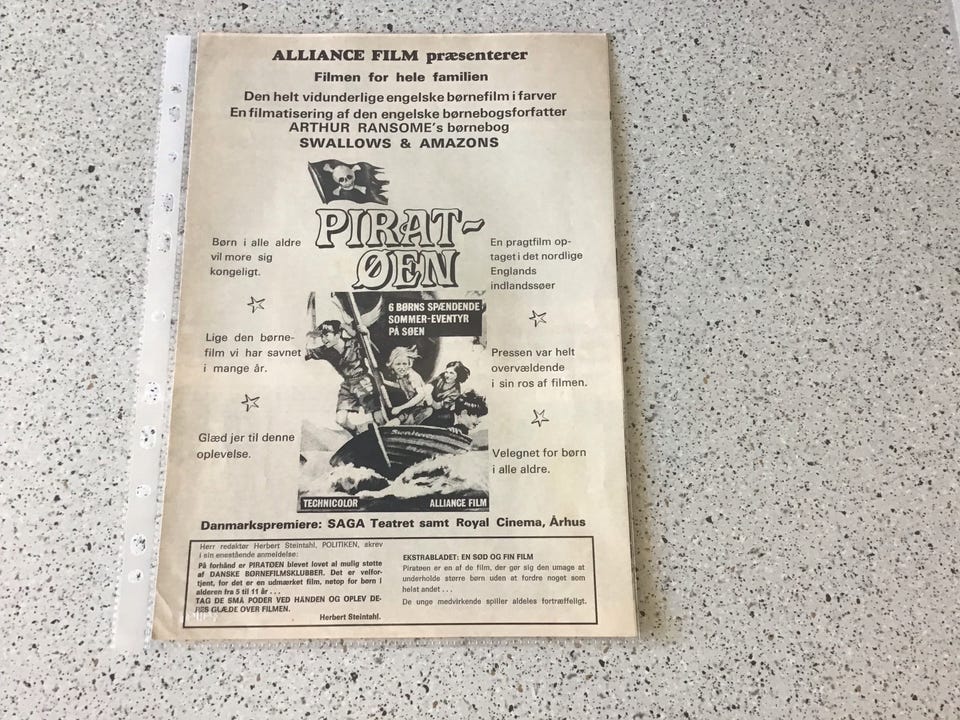 ALLIANCE FILM præsenterer
Filmen for hele familien
Den helt vidunderlige engelske børnefilm i farver
En filmatisering af den engelske børnebogsforfatter
ARTHUR RANSOME's børnebog
SWALLOWS & AMAZONS
PIRAT-
ØEN
Børn i alle aldre
vil more sig
kongeligt.
Lige den børne-
film vi har savnet
i mange år.
Glæd jer til denne
oplevelse.
6 BØRNS SPÆNDENDE
SOMMER-EVENTYR
PÅ SØEN
TECHNICOLOR
ALLIANCE FILM
En pragtfilm op-
taget i det nordlige
Englands
indlandssøer
Pressen var helt
overvældende
i sin ros af filmen.
Velegnet for børn
i alle aldre.
Danmarkspremiere: SAGA Teatret samt Royal Cinema, Århus
Herr redaktør Herbert Steintahl, POLITIKEN, skrev
i sin enestående anmeldelse:
På forhånd er PIRATØEN blevet lovet al mulig støtte
af DANSKE BØRNEFILMSKLUBBER. Det er velfor-
tjent, for det er en udmærket film, netop for børn i
alderen fra 5 til 11 år . . .
TAG DE SMÅ PODER VED HÅNDEN OG OPLEV DE-
RES GLÆDE OVER FILMEN.
Herbert Steintahl.
EKSTRABLADET: EN SØD OG FIN FILM
Piratøen er en af de film, der gør sig den umage at
underholde større børn uden at fordre noget som
helst andet . . .
De unge medvirkende spiller aldeles fortræffeligt.